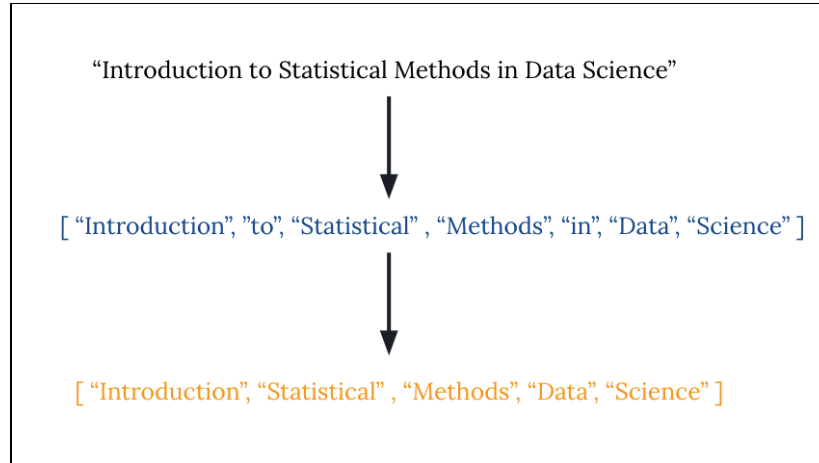 “Introduction to Statistical Methods in Data Science”
[ “Introduction”, ”to”, “Statistical” , “Methods”, “in”, “Data”, “Science” ]
[ “Introduction”, “Statistical” , “Methods”, “Data”, “Science” ]